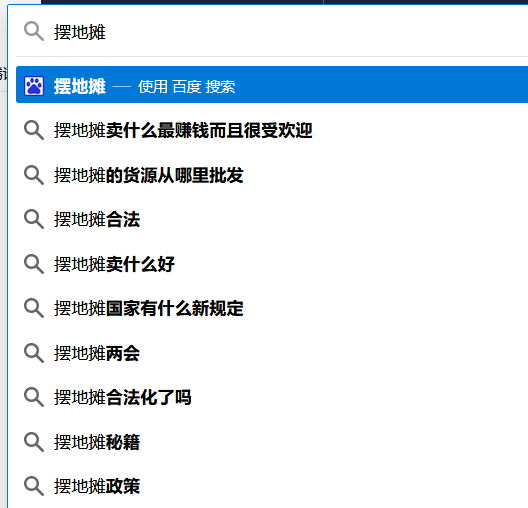 摆地摊
摆地摊 — 使用 百度 搜索
摆地摊卖什么最赚钱而且很受欢迎
摆地摊的货源从哪里批发
摆地摊合法
摆地摊卖什么好
摆地摊国家有什么新规定
摆地摊两会
摆地摊合法化了吗
摆地摊秘籍
摆地摊政策